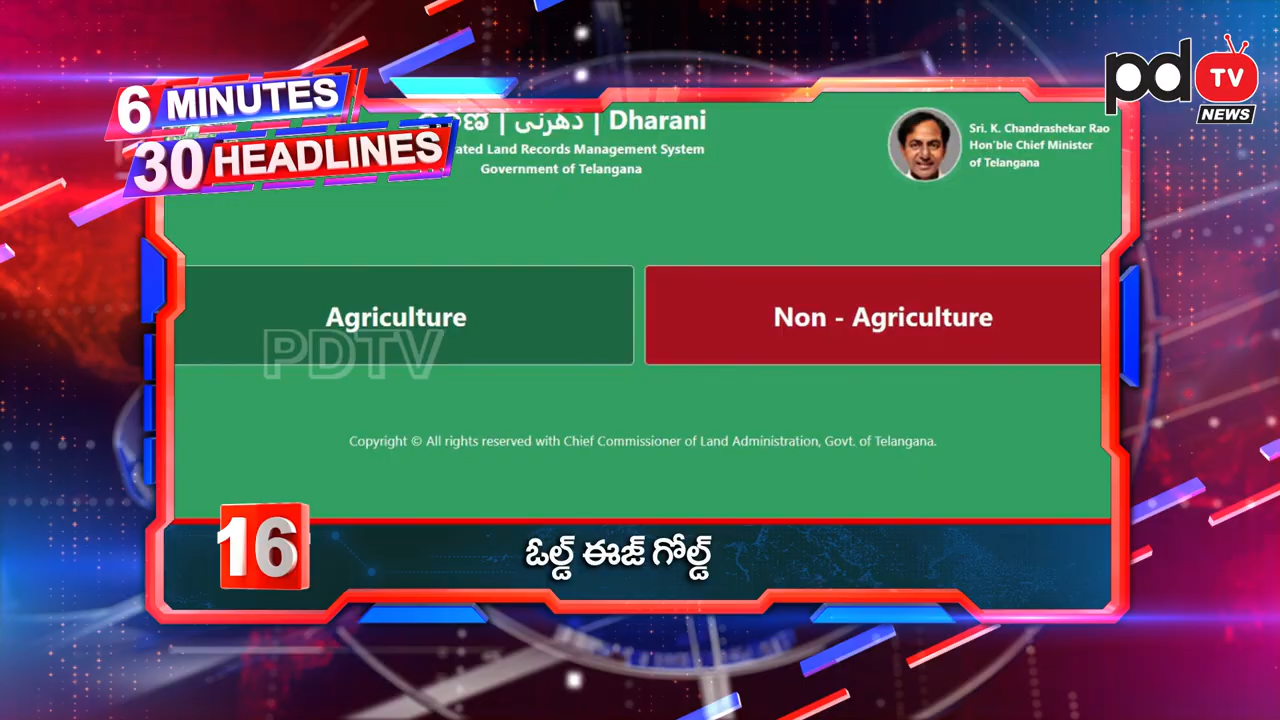 6 MINUTES
30 HEADLINES
pd TV
NEWS
| دھرنی | Dharani
Land Records Management System
Government of Telangana
Sri. K. Chandrashekar Rao
Hon'ble Chief Minister
of Telangana
Agriculture
Non - Agriculture
PDTV
Copyright © All rights reserved with Chief Commissioner of Land Administration, Govt. of Telangana.
16
ఓల్డ్ ఈజ్ గోల్డ్